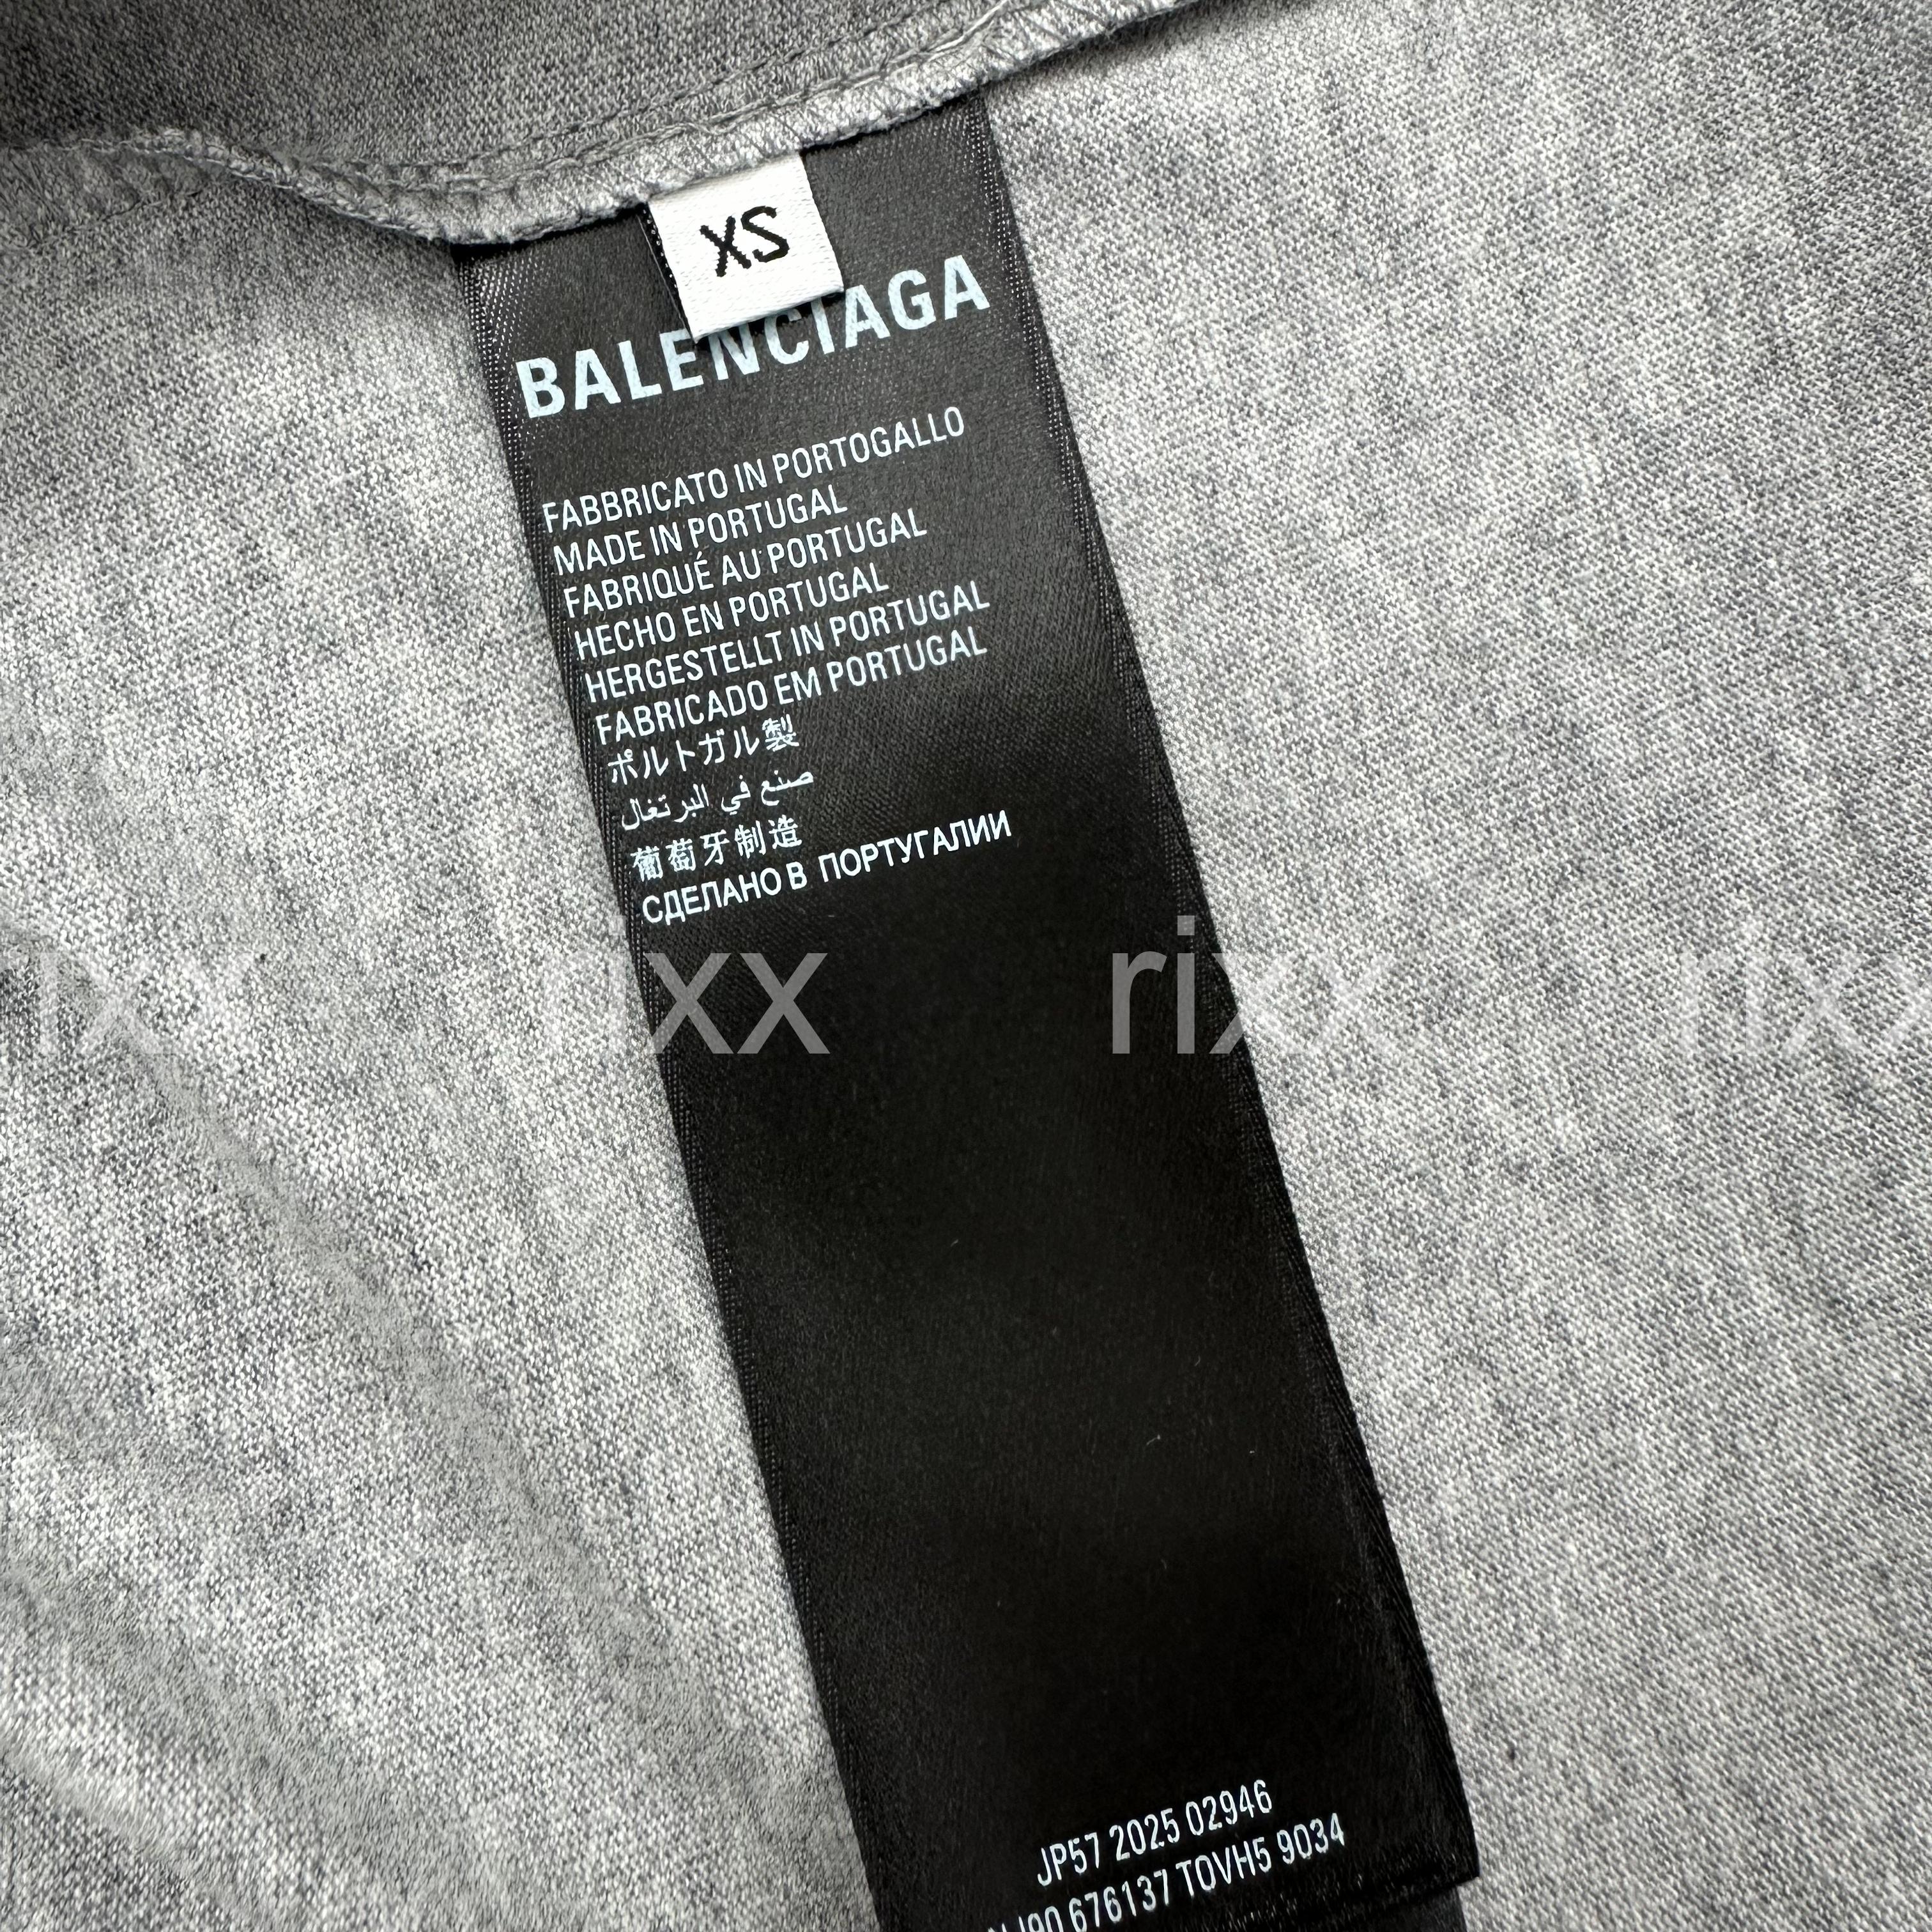 XS
BALENCIAGA
FABBRICATO IN PORTOGALLO
MADE IN PORTUGAL
FABRIQUÉ AU PORTUGAL
HECHO EN PORTUGAL
HERGESTELLT IN PORTUGAL
FABRICADO EM PORTUGAL
ポルトガル製
صنع في البرتغال
葡萄牙制造
СДЕЛАНО В ПОРТУГАЛИИ
rixx rixx rixx rixx
JP57 2025 02946
676137 TOVH5 9034